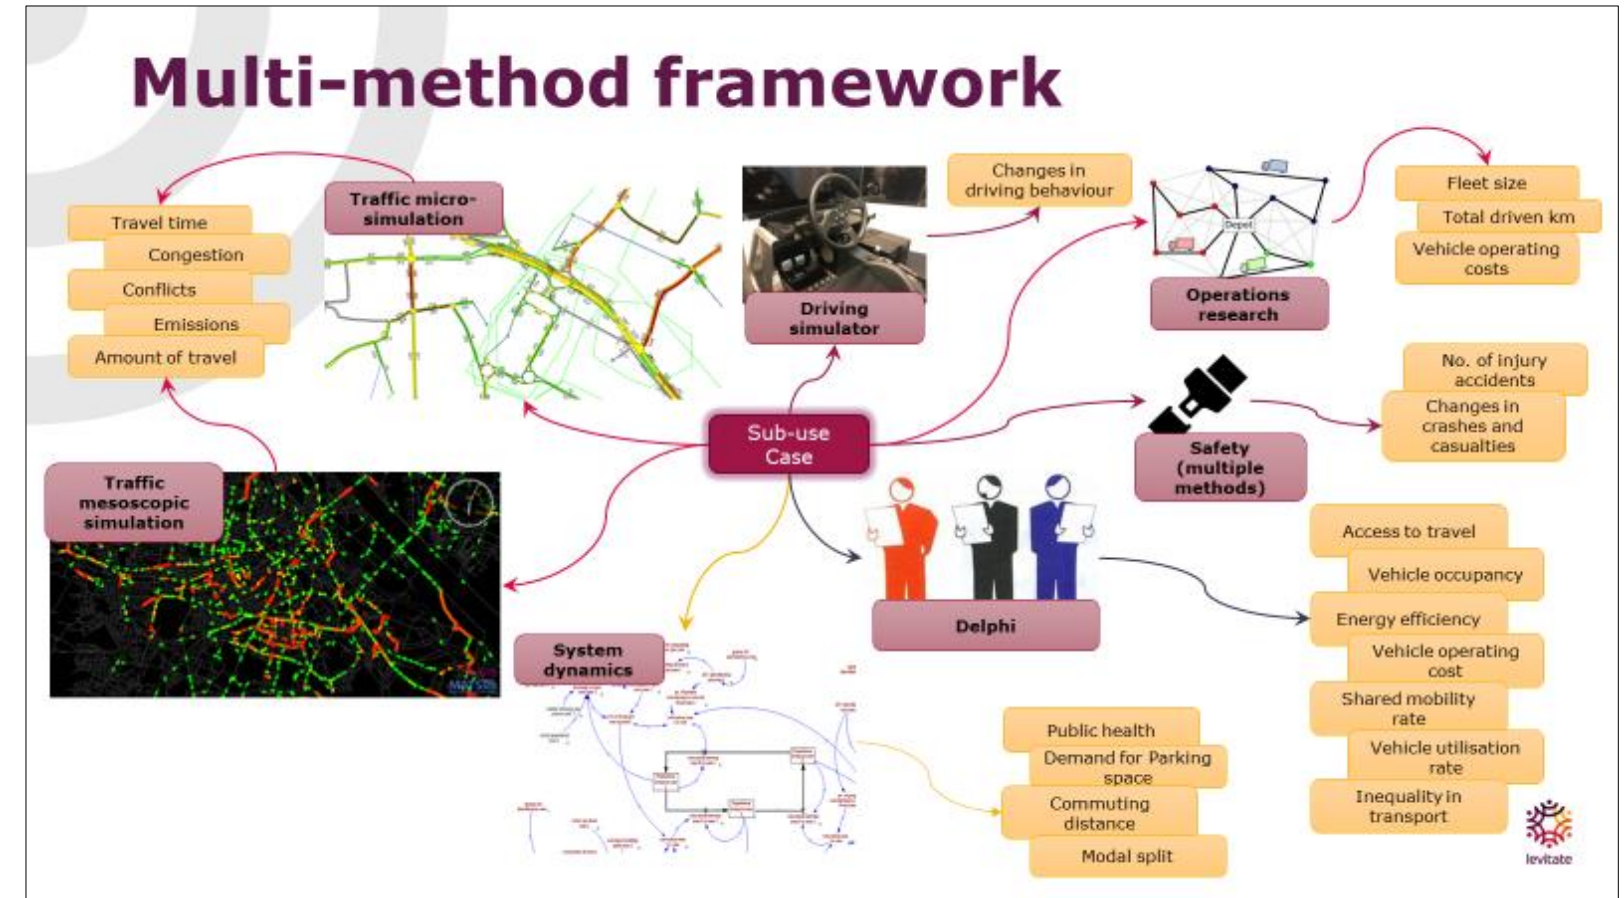 Multi-method framework
Traffic micro-
simulation
Travel time
Congestion
Conflicts
Emissions
Amount of travel
Changes in
driving behaviour
Driving
simulator
Depot
Operations
research
Fleet size
Total driven km
Vehicle operating
costs
Sub-use
Case
Safety
(multiple
methods)
No. of injury
accidents
Changes in
crashes and
casualties
Traffic
mesoscopic
simulation
Delphi
Access to travel
Vehicle occupancy
Energy efficiency
Vehicle operating
cost
Shared mobility
rate
Vehicle utilisation
rate
Inequality in
transport
System
dynamics
Public health
Demand for Parking
space
Commuting
distance
Modal split
levitate